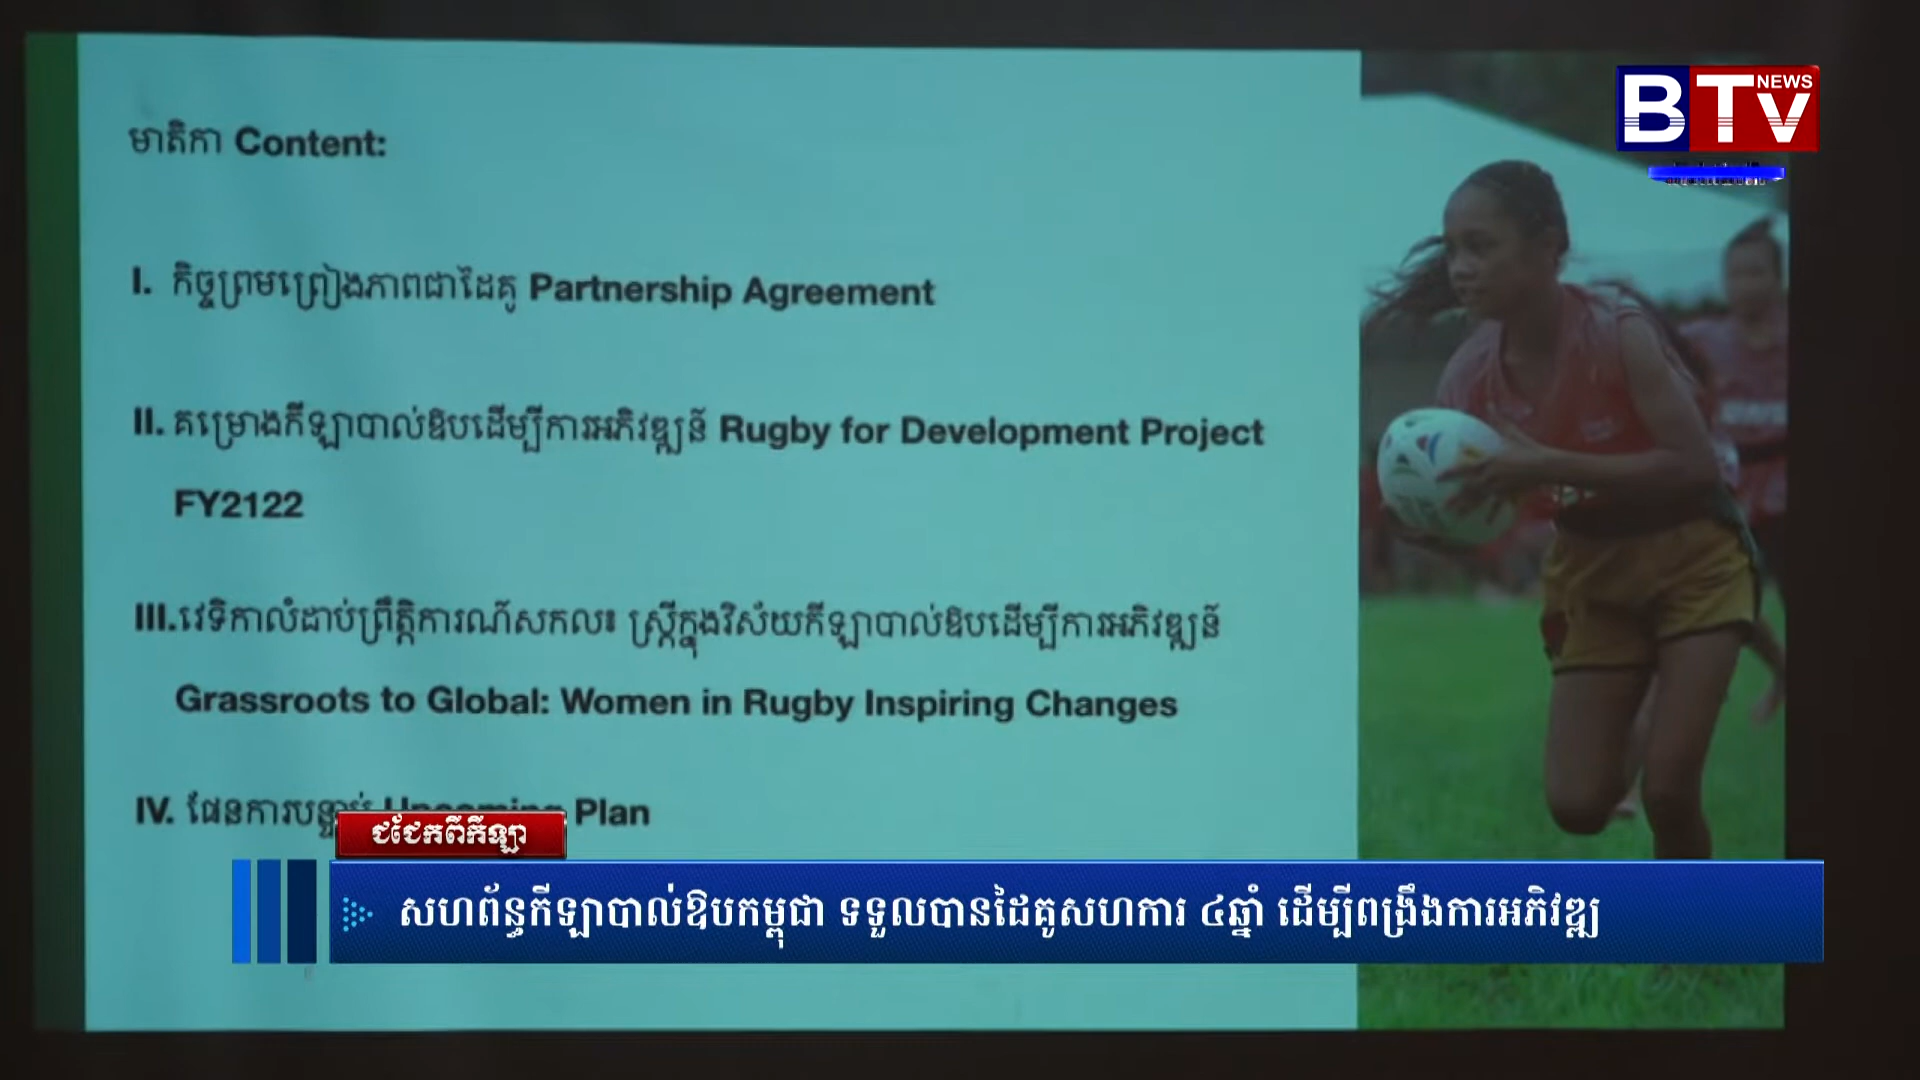 BTV NEWS
មាតិកា Content:
I. កិច្ចព្រមព្រៀងភាពជាដៃគូ Partnership Agreement
II. គម្រោងកីឡាបាល់ឱបដើម្បីការអភិវឌ្ឍន៍ Rugby for Development Project
FY2122
III. វេទិកាលំដាប់ព្រឹត្តិការណ៍សកល៖ ស្ត្រីក្នុងវិស័យកីឡាបាល់ឱបដើម្បីការអភិវឌ្ឍន៍
Grassroots to Global: Women in Rugby Inspiring Changes
IV. ផែនការបន្ទាប់ Upcoming Plan
ជជែកពីកីឡា
សហព័ន្ធកីឡាបាល់ឱបកម្ពុជា ទទួលបានដៃគូសហការ ៤ឆ្នាំ ដើម្បីពង្រឹងការអភិវឌ្ឍ